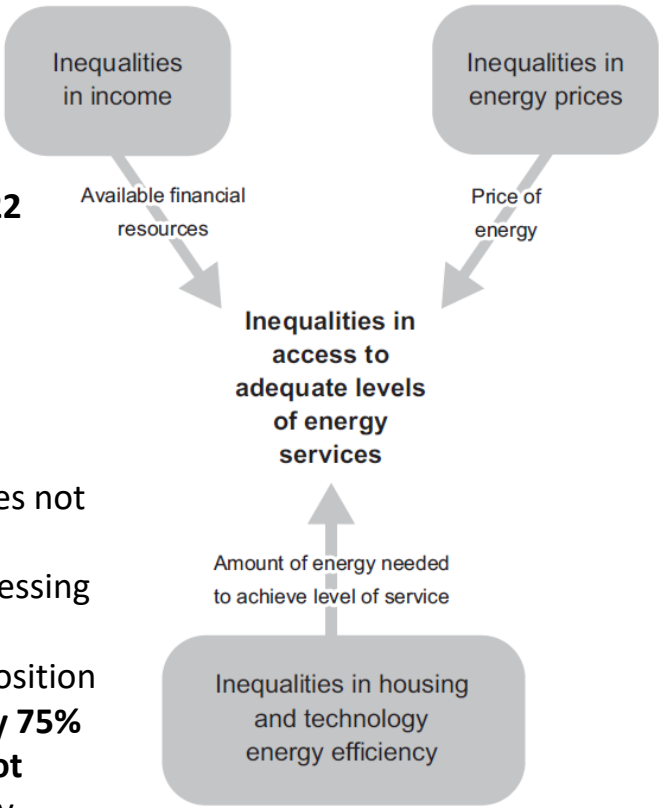 Inequalities
in income
Inequalities in
energy prices
Available financial
resources
Price of
energy
Inequalities in
access to
adequate levels
of energy
services
Amount of energy needed
to achieve level of service
Inequalities in housing
and technology
energy efficiency
22
es not
essing
osition
y 75%